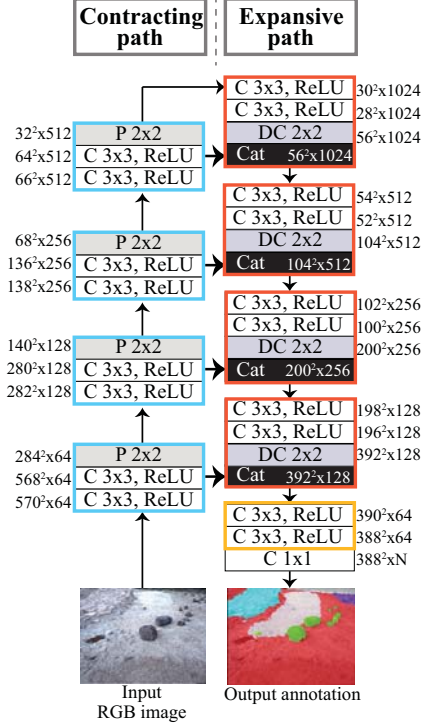 Contracting
path
Expansive
path
32²x512 P 2x2
64²x512 C 3x3, ReLU
66²x512 C 3x3, ReLU
68²x256 P 2x2
136²x256 C 3x3, ReLU
138²x256 C 3x3, ReLU
140²x128 P 2x2
280²x128 C 3x3, ReLU
282²x128 C 3x3, ReLU
284²x64 P 2x2
568²x64 C 3x3, ReLU
570²x64 C 3x3, ReLU
C 3x3, ReLU 30²x1024
C 3x3, ReLU 28²x1024
DC 2x2 56²x1024
Cat 56²x1024
C 3x3, ReLU 54²x512
C 3x3, ReLU 52²x512
DC 2x2 104²x512
Cat 104²x512
C 3x3, ReLU 102²x256
C 3x3, ReLU 100²x256
DC 2x2 200²x256
Cat 200²x256
C 3x3, ReLU 198²x128
C 3x3, ReLU 196²x128
DC 2x2 392²x128
Cat 392²x128
C 3x3, ReLU 390²x64
C 3x3, ReLU 388²x64
C 1x1 388²xN
Input
RGB image
Output annotation